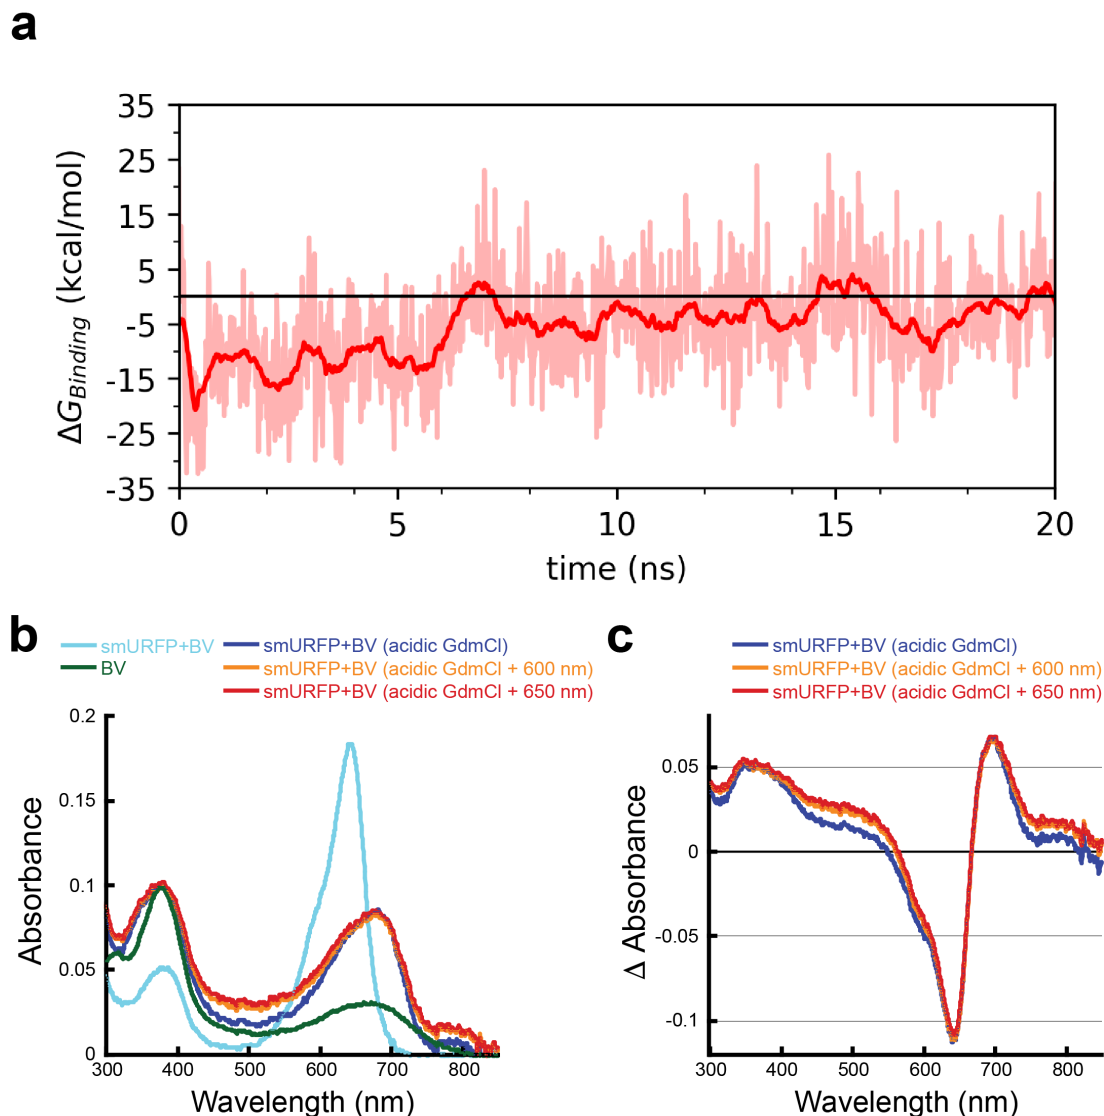 a
35
25
15
5
-5
-15
-25
-35
ΔG_Binding (kcal/mol)
0 5 10 15 20
time (ns)
b
smURFP+BV
BV
smURFP+BV (acidic GdmCl)
smURFP+BV (acidic GdmCl + 600 nm)
smURFP+BV (acidic GdmCl + 650 nm)
0.2
0.15
0.1
0.05
0
Absorbance
300 400 500 600 700 800
Wavelength (nm)
c
smURFP+BV (acidic GdmCl)
smURFP+BV (acidic GdmCl + 600 nm)
smURFP+BV (acidic GdmCl + 650 nm)
0.05
0
-0.05
-0.1
Δ Absorbance
300 400 500 600 700 800
Wavelength (nm)